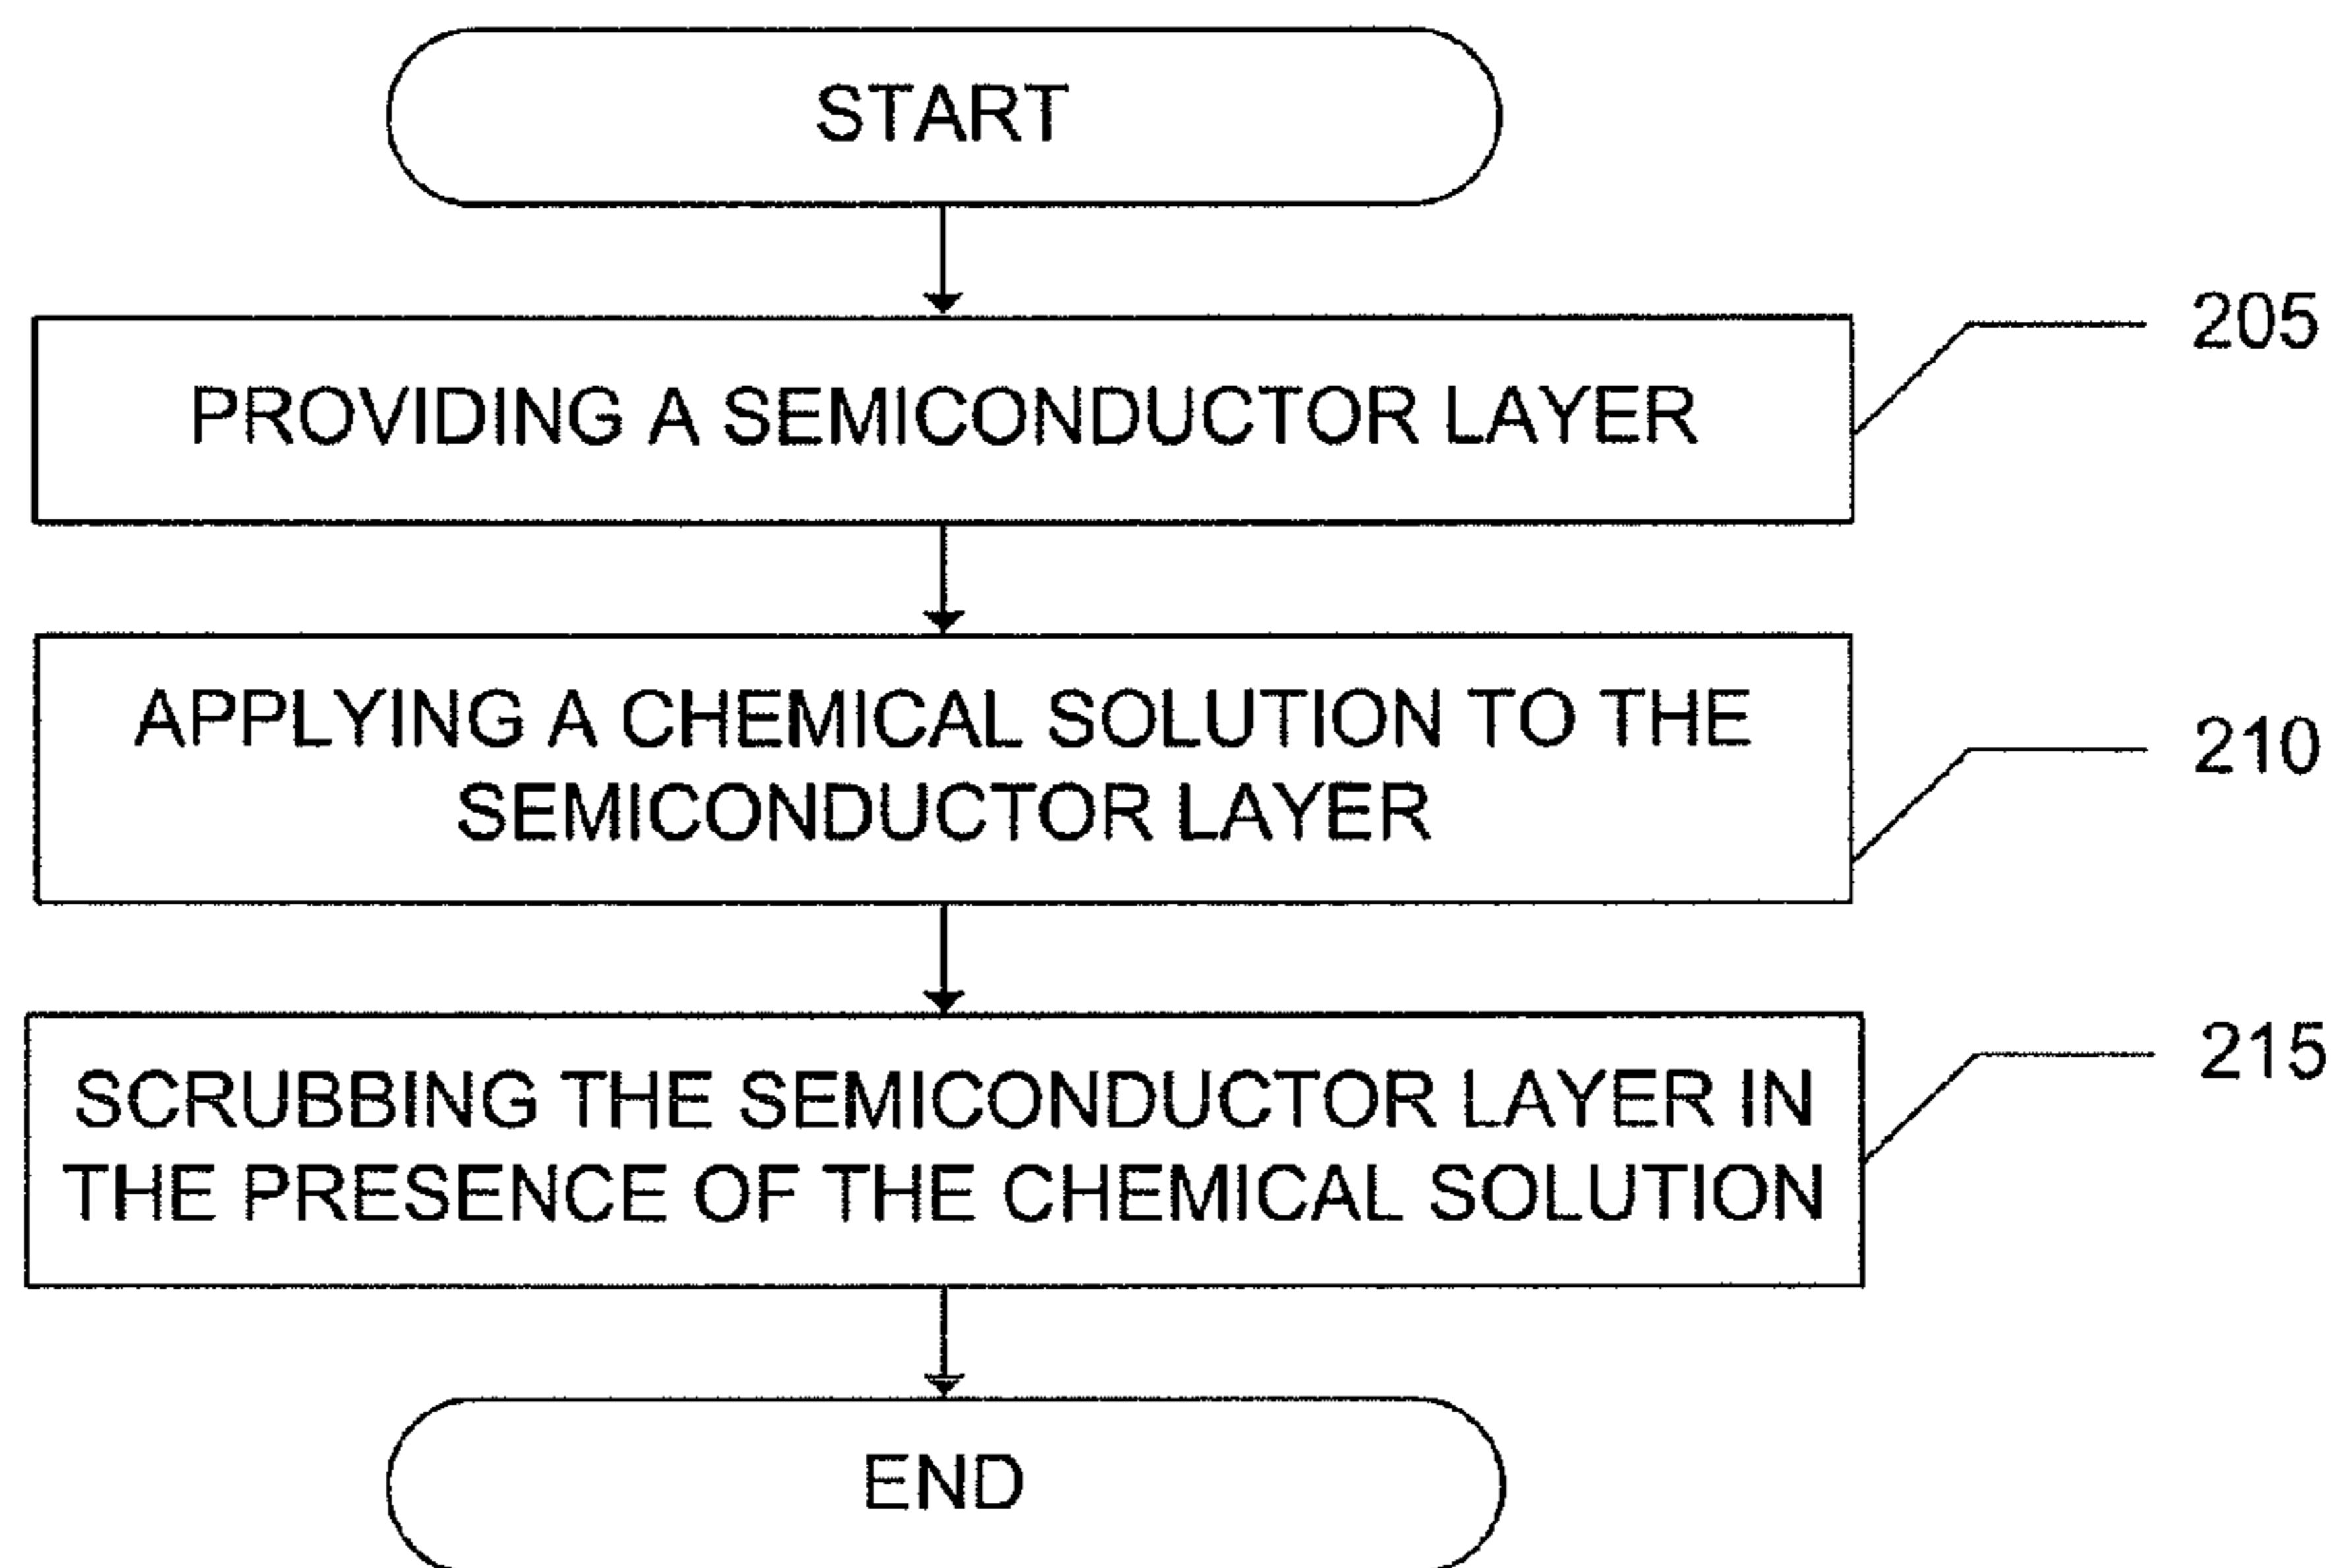 START
205
PROVIDING A SEMICONDUCTOR LAYER
APPLYING A CHEMICAL SOLUTION TO THE
SEMICONDUCTOR LAYER
210
SCRUBBING THE SEMICONDUCTOR LAYER IN
THE PRESENCE OF THE CHEMICAL SOLUTION
215
END